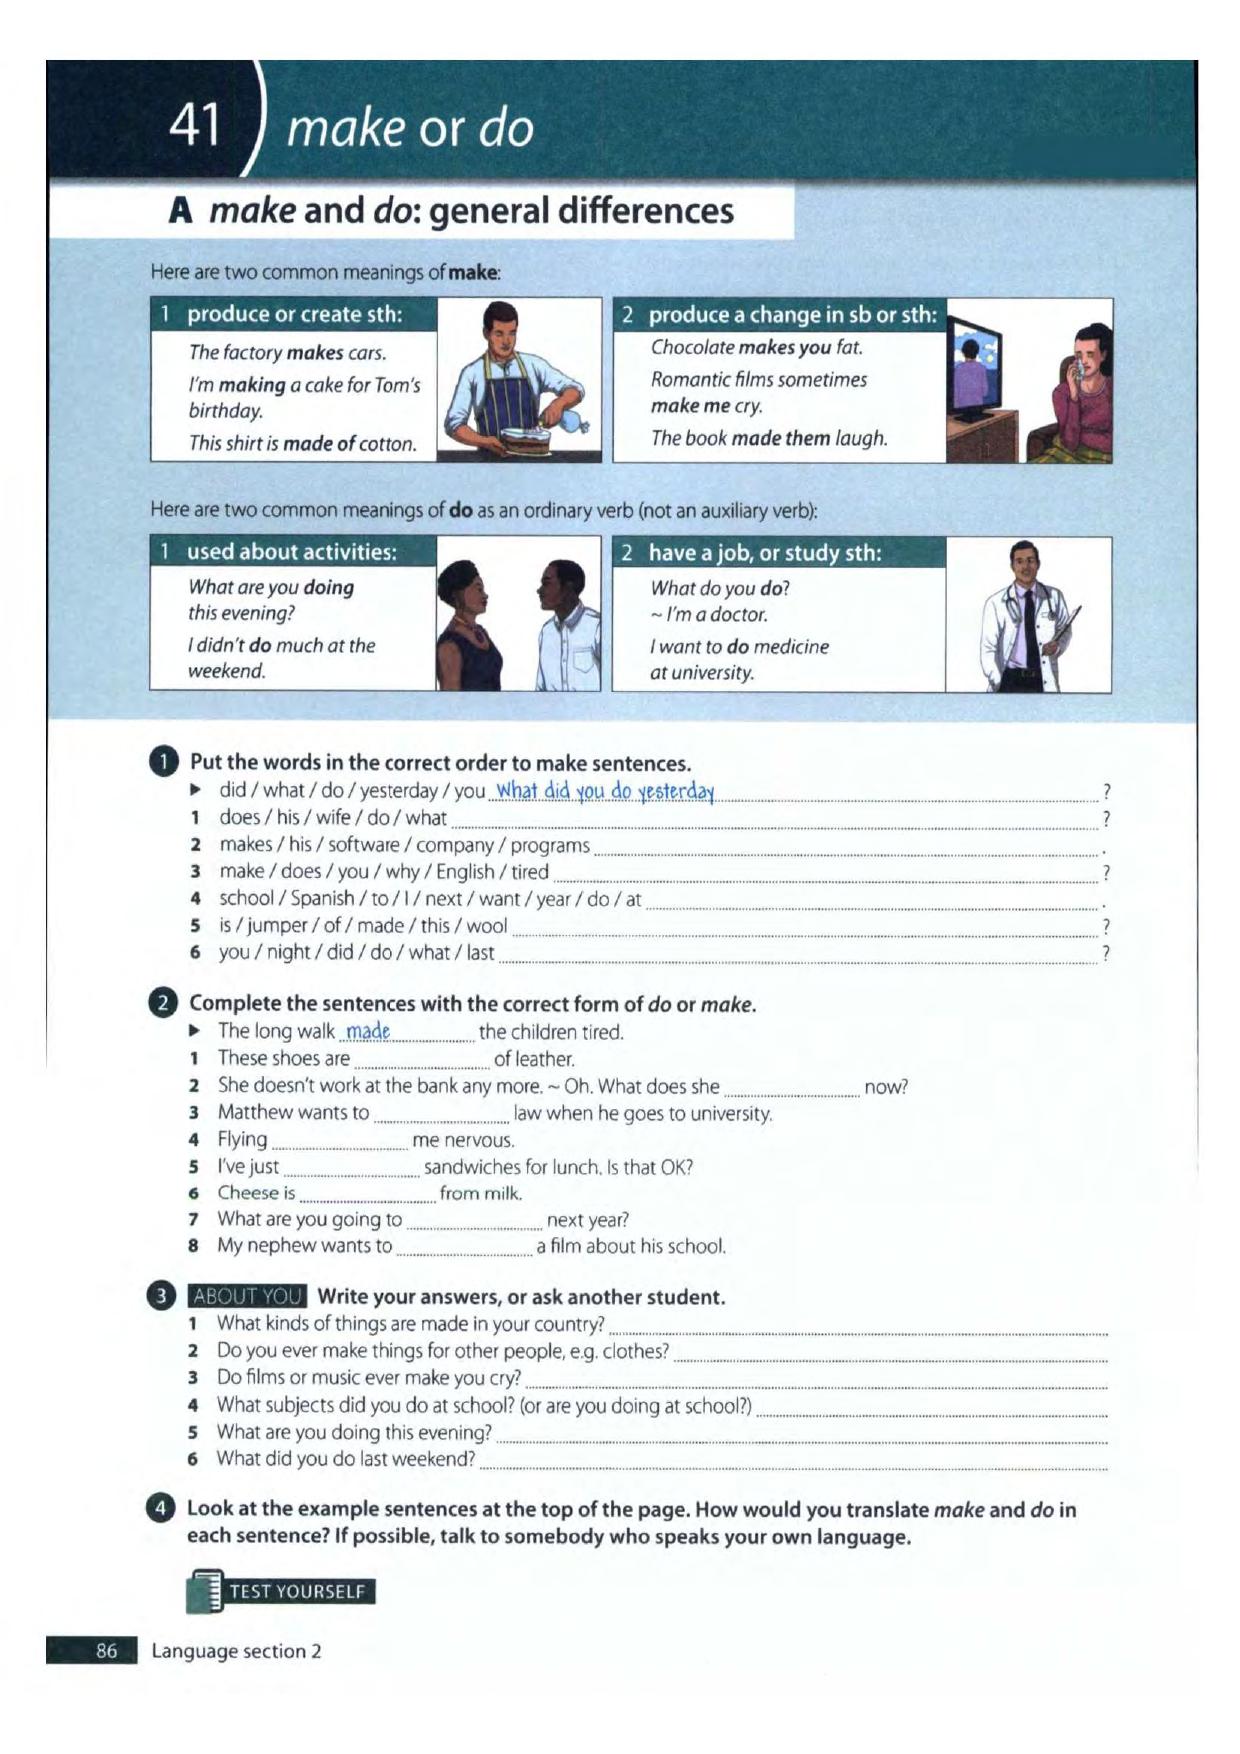 41 make or do
A make and do: general differences
Here are two common meanings of make:
1 produce or create sth:
The factory makes cars.
I'm making a cake for Tom's
birthday.
This shirt is made of cotton.
2 produce a change in sb or sth:
Chocolate makes you fat.
Romantic films sometimes
make me cry.
The book made them laugh.
Here are two common meanings of do as an ordinary verb (not an auxiliary verb):
1 used about activities:
What are you doing
this evening?
I didn't do much at the
weekend.
2 have a job, or study sth:
What do you do?
~ I'm a doctor.
I want to do medicine
at university.
1 Put the words in the correct order to make sentences.
► did / what / do / yesterday / you What did you do yesterday ?
1 does / his / wife / do / what ?
2 makes / his / software / company / programs .
3 make / does / you / why / English / tired ?
4 school / Spanish / to / I / next / want / year / do / at .
5 is / jumper / of / made / this / wool ?
6 you / night / did / do / what / last ?
2 Complete the sentences with the correct form of do or make.
► The long walk made the children tired.
1 These shoes are of leather.
2 She doesn't work at the bank any more. ~ Oh. What does she now?
3 Matthew wants to law when he goes to university.
4 Flying me nervous.
5 I've just sandwiches for lunch. Is that OK?
6 Cheese is from milk.
7 What are you going to next year?
8 My nephew wants to a film about his school.
3 ABOUT YOU Write your answers, or ask another student.
1 What kinds of things are made in your country?
2 Do you ever make things for other people, e.g. clothes?
3 Do films or music ever make you cry?
4 What subjects did you do at school? (or are you doing at school?)
5 What are you doing this evening?
6 What did you do last weekend?
4 Look at the example sentences at the top of the page. How would you translate make and do in
each sentence? If possible, talk to somebody who speaks your own language.
TEST YOURSELF
86 Language section 2